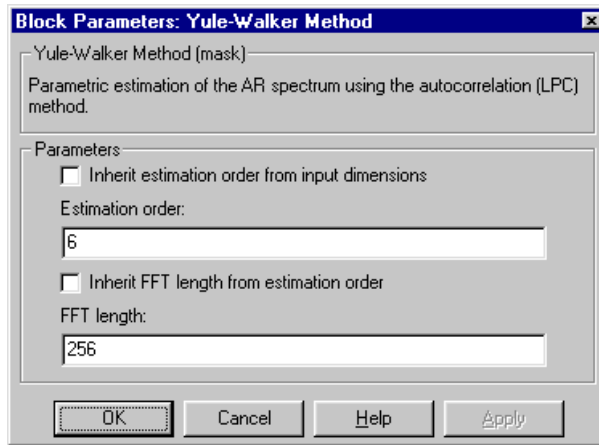 Block Parameters: Yule-Walker Method
Yule-Walker Method (mask)
Parametric estimation of the AR spectrum using the autocorrelation (LPC)
method.
Parameters
Inherit estimation order from input dimensions
Estimation order:
6
Inherit FFT length from estimation order
FFT length:
256
OK Cancel Help Apply